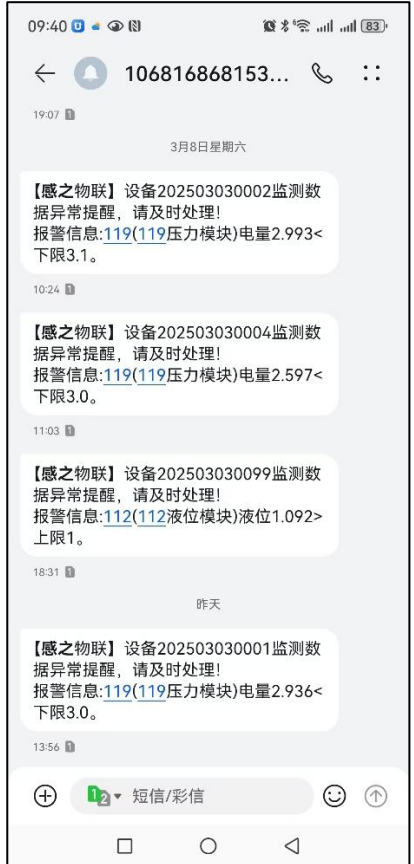 09:40 83
106816868153...
19:07 1
3月8日星期六
【感之物联】设备202503030002监测数
据异常提醒，请及时处理!
报警信息:119(119压力模块)电量2.993<
下限3.1。
10:24 1
【感之物联】设备202503030004监测数
据异常提醒，请及时处理!
报警信息:119(119压力模块)电量2.597<
下限3.0。
11:03 1
【感之物联】设备202503030099监测数
据异常提醒，请及时处理!
报警信息:112(112液位模块)液位1.092>
上限1。
18:31 1
昨天
【感之物联】设备202503030001监测数
据异常提醒，请及时处理!
报警信息:119(119压力模块)电量2.936<
下限3.0。
13:56 1
1 2 短信/彩信